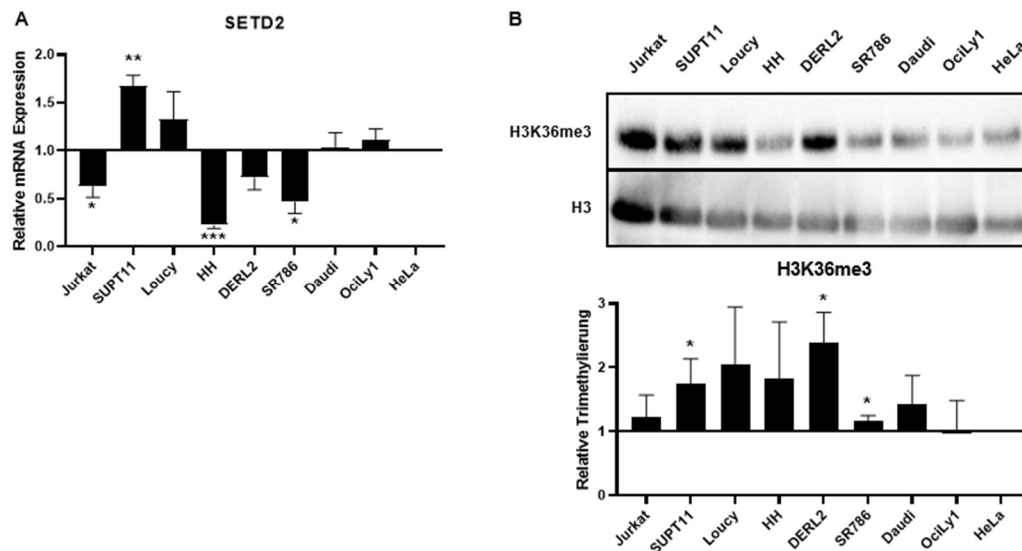 A
SETD2
Relative mRNA Expression
2.0
1.5
1.0
0.5
0.0
*
**
***
*
Jurkat
SUPT11
Loucy
HH
DERL2
SR786
Daudi
OciLy1
HeLa
B
Jurkat
SUPT11
Loucy
HH
DERL2
SR786
Daudi
OciLy1
HeLa
H3K36me3
H3
H3K36me3
Relative Trimethylierung
3
2
1
0
*
*
*
Jurkat
SUPT11
Loucy
HH
DERL2
SR786
Daudi
OciLy1
HeLa